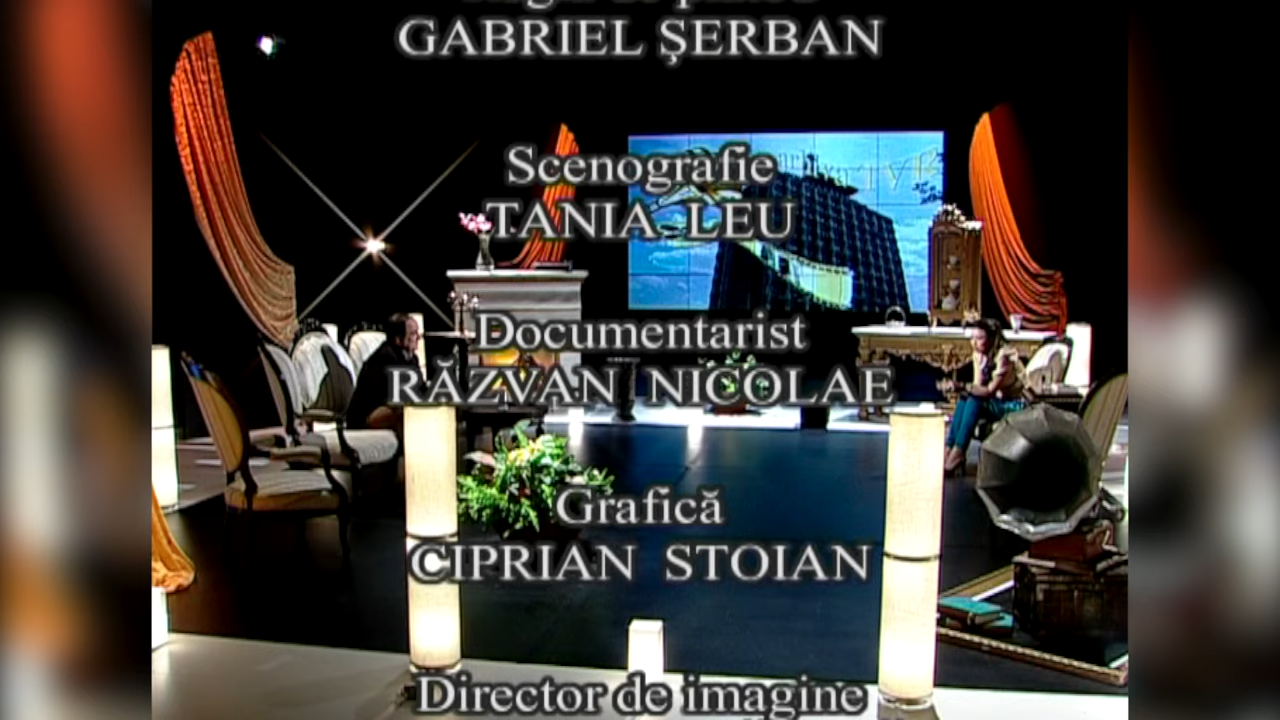 GABRIEL ŞERBAN
Scenografie
TANIA LEU
Documentarist
RĂZVAN NICOLAE
Grafică
CIPRIAN STOIAN
Director de imagine